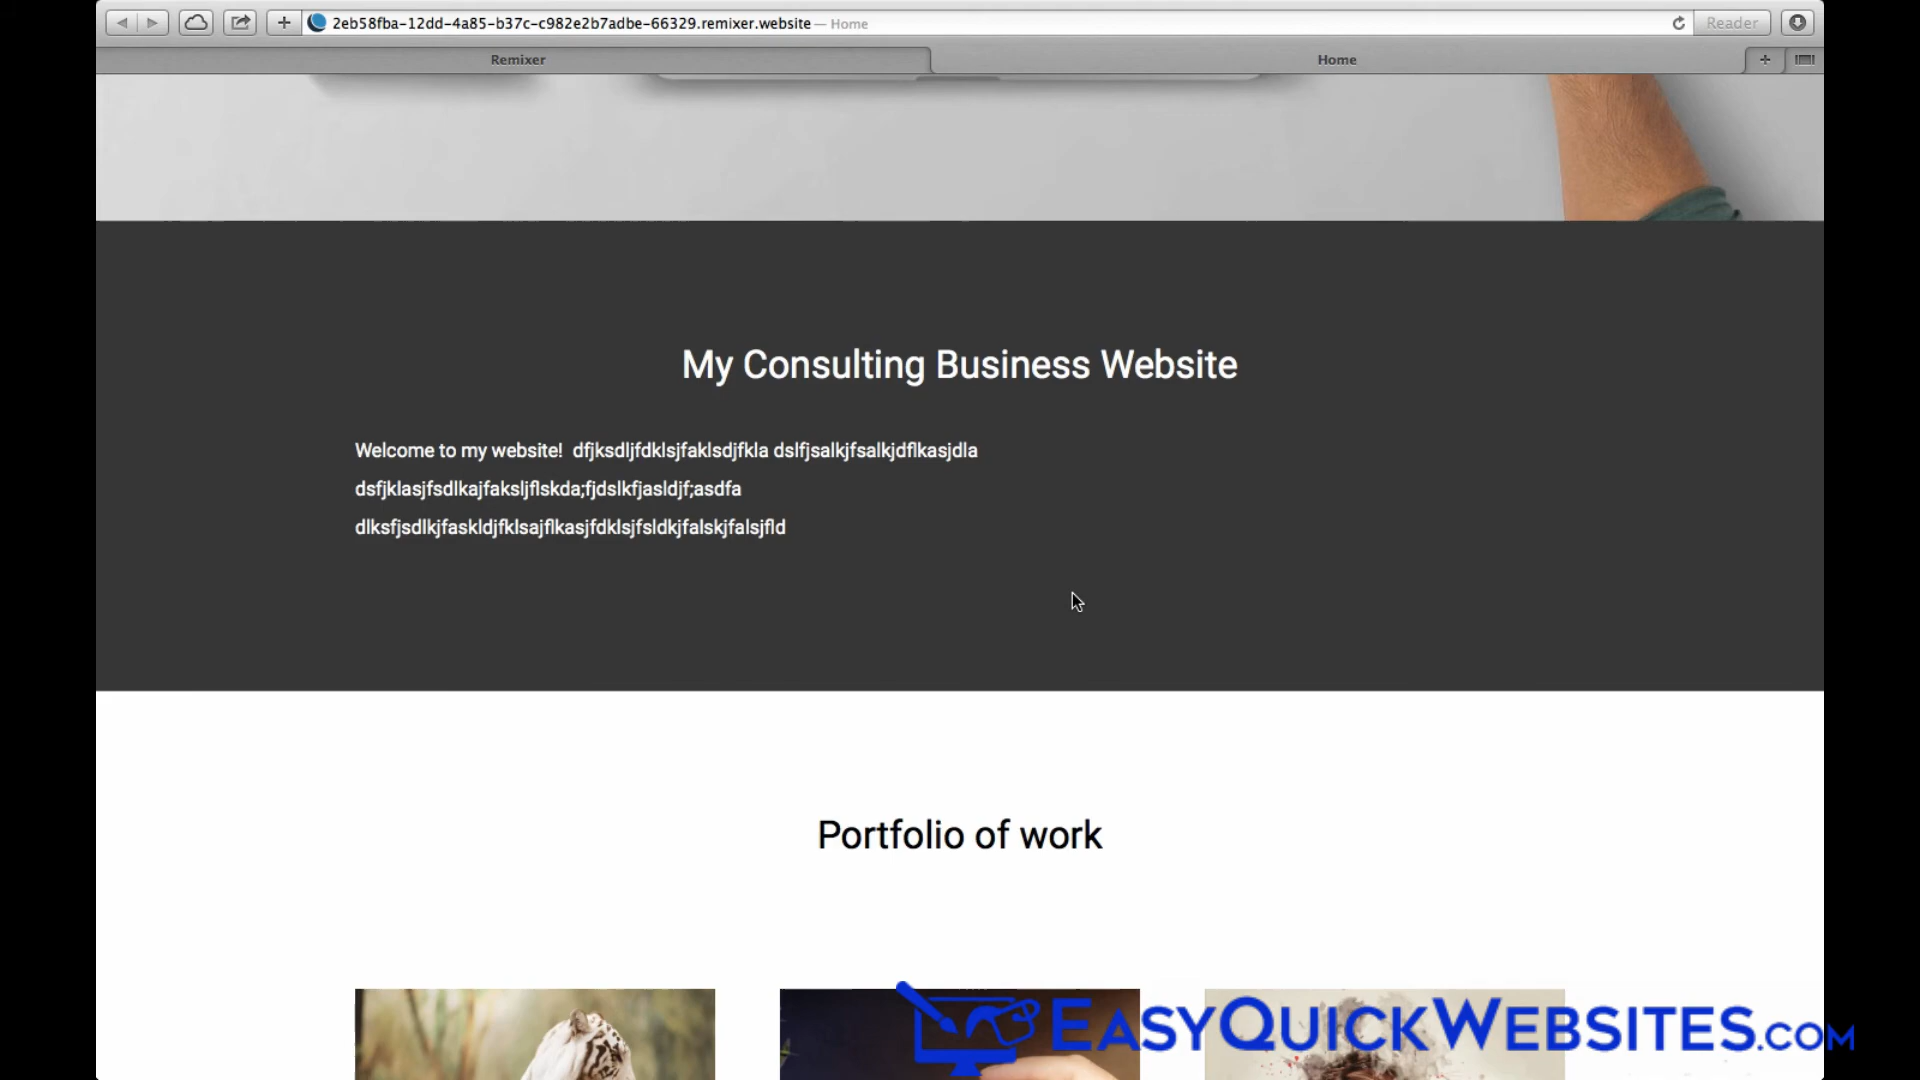 2eb58fba-12dd-4a85-b37c-c982e2b7adbe-66329.remixer.website — Home
Reader
Remixer
Home
My Consulting Business Website
Welcome to my website!  dfjksdljfdklsjfaklsdjfkla dslfjsalkjfsalkjdflkasjdla
dsfjklasjfsdlkajfaksljflskda;fjdslkfjasldjf;asdfa
dlksfjsdlkjfaskldjfklsajflkasjfdklsjfsldkjfalskjfalsjfld
Portfolio of work
EASYQUICKWEBSITES.COM